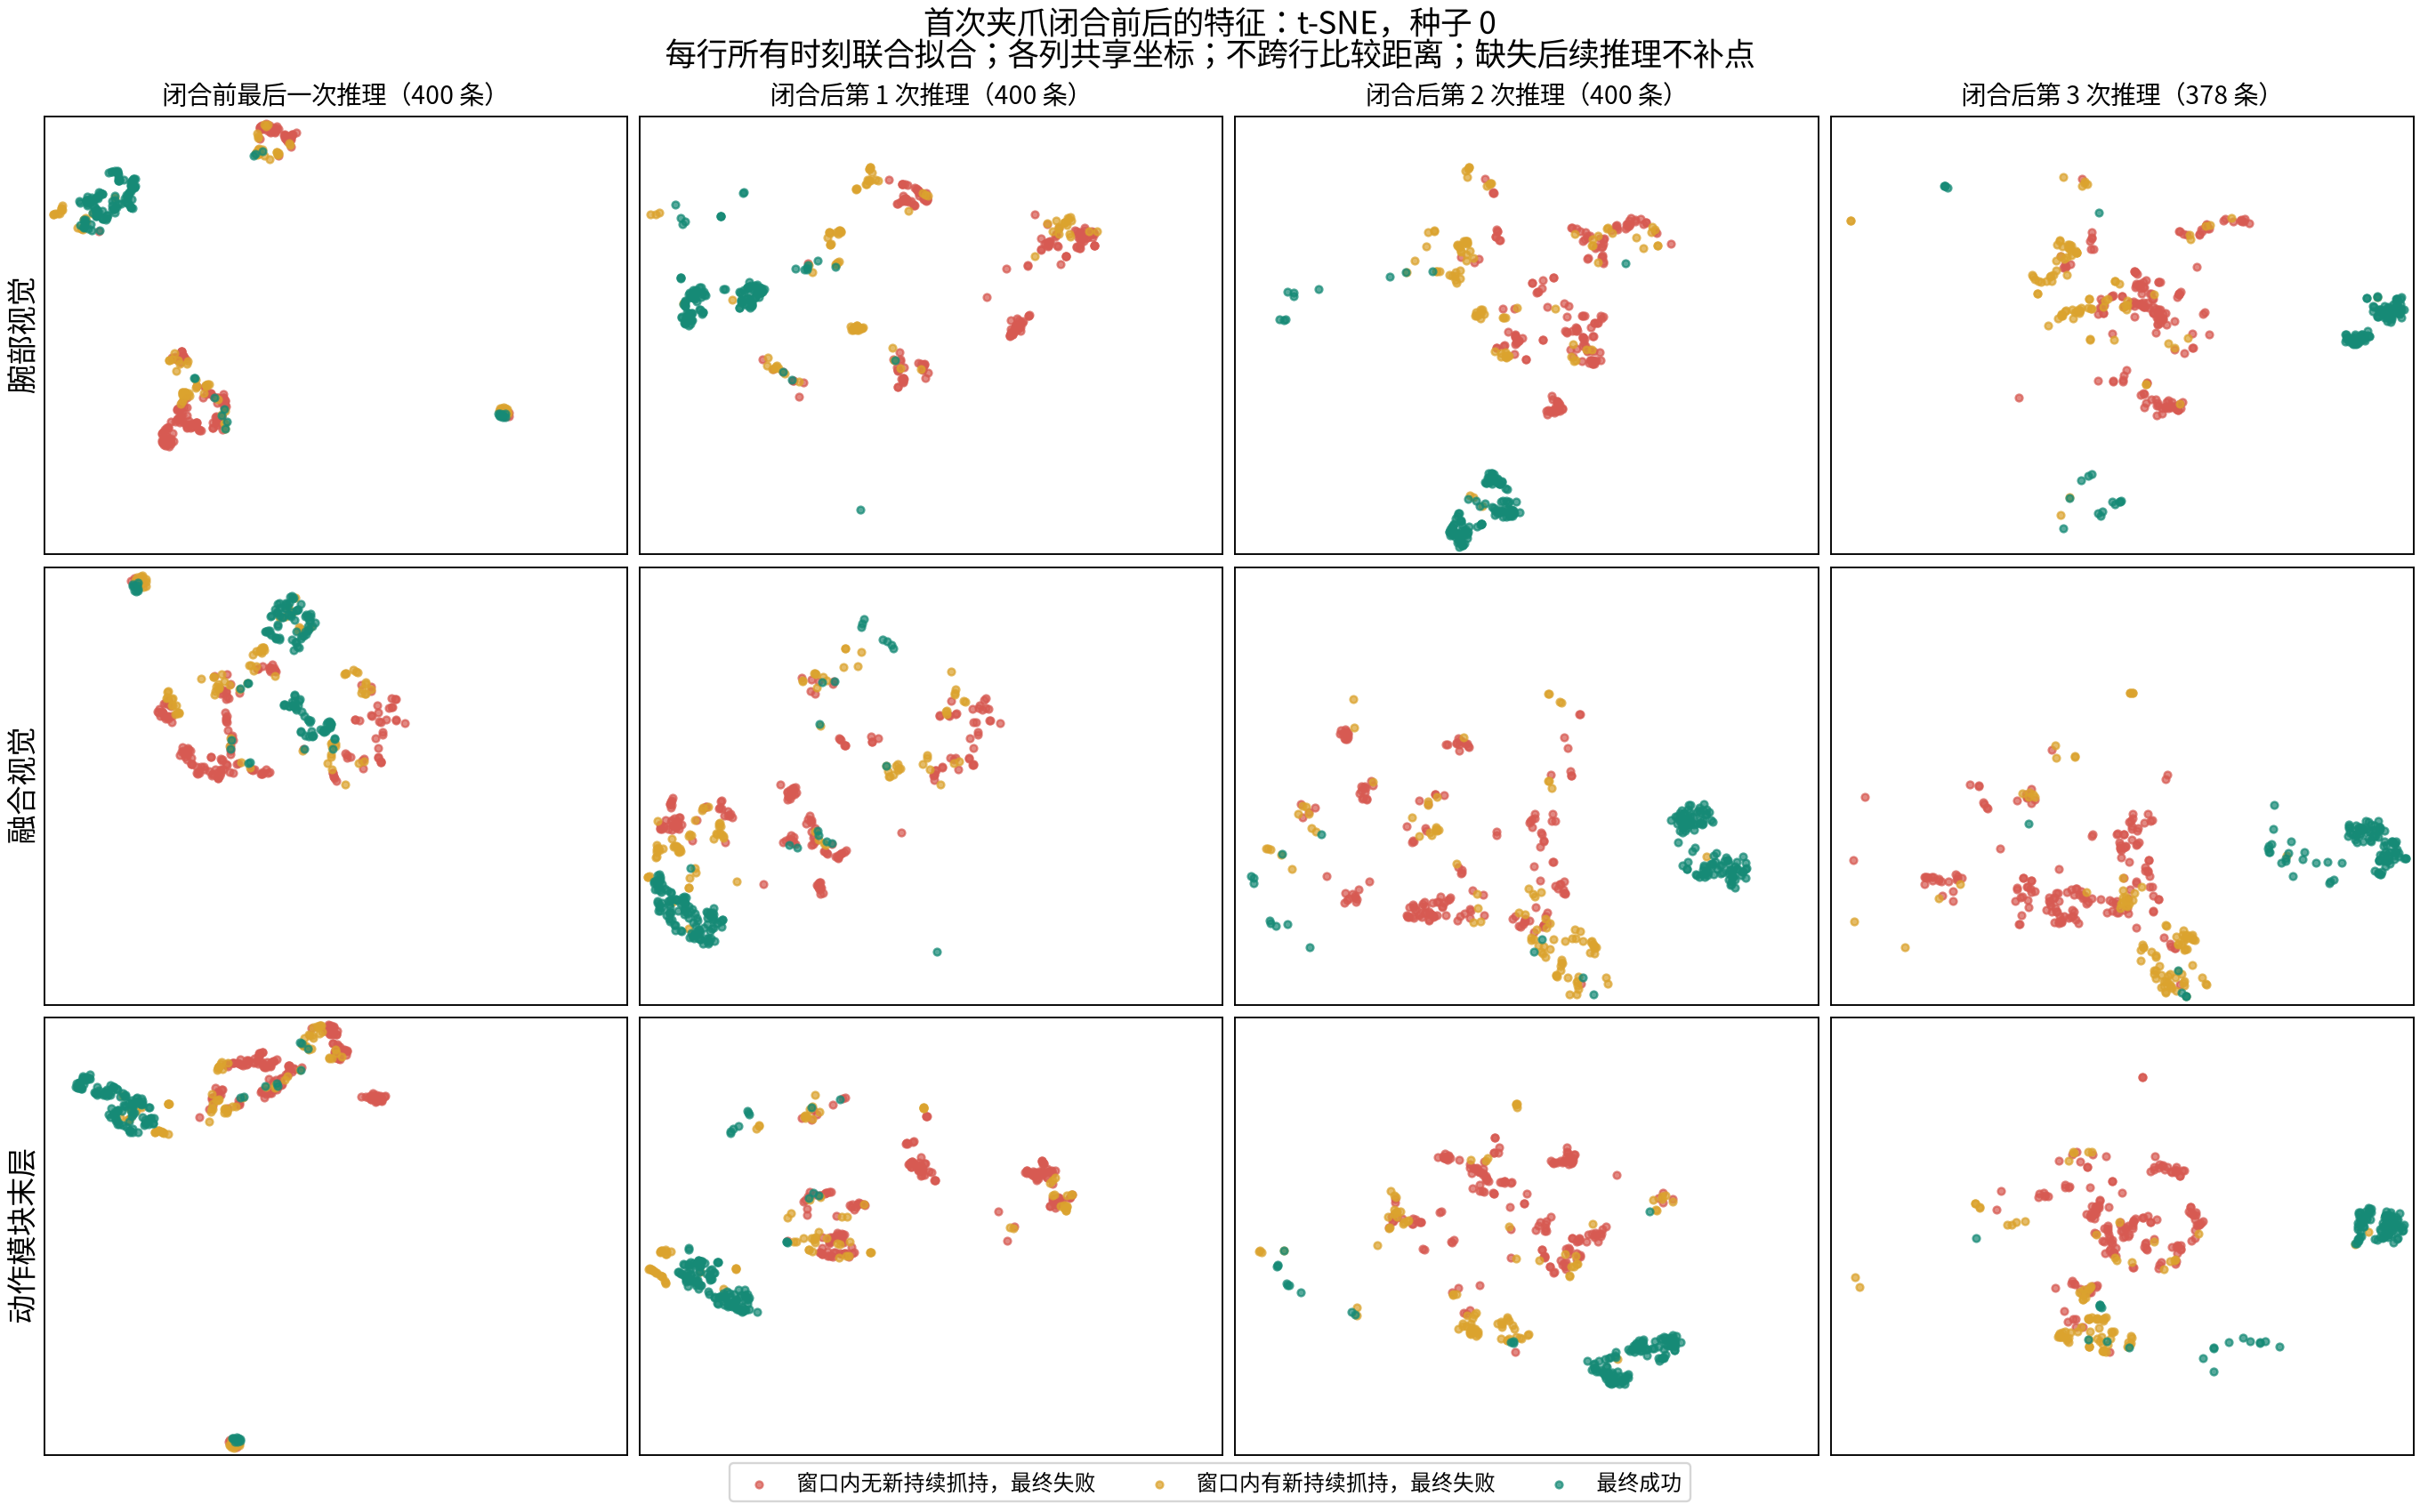 首次夹爪闭合前后的特征：t-SNE，种子 0
每行所有时刻联合拟合；各列共享坐标；不跨行比较距离；缺失后续推理不补点
闭合前最后一次推理（400 条）
闭合后第 1 次推理（400 条）
闭合后第 2 次推理（400 条）
闭合后第 3 次推理（378 条）
腕部视觉
融合视觉
动作模块末层
窗口内无新持续抓持，最终失败
窗口内有新持续抓持，最终失败
最终成功